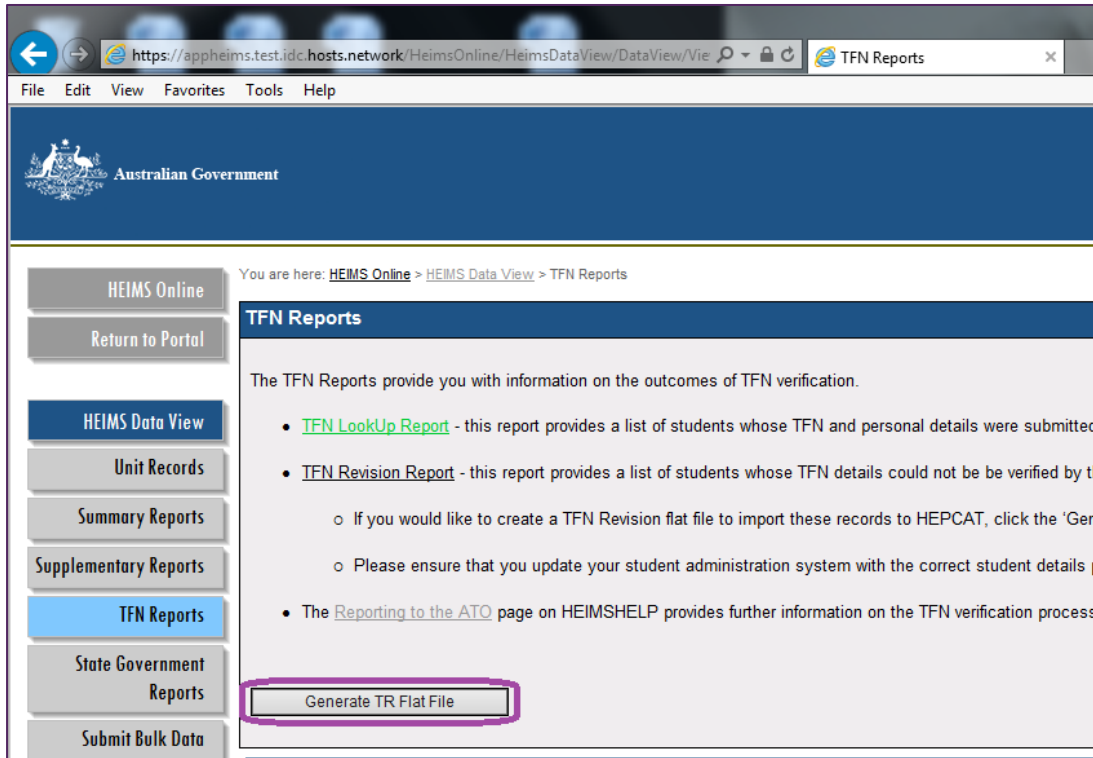 https://appheims.test.idc.hosts.network/HeimsOnline/HeimsDataView/DataView/Vie
TFN Reports
File Edit View Favorites Tools Help
Australian Government
You are here: HEIMS Online > HEIMS Data View > TFN Reports
HEIMS Online
Return to Portal
HEIMS Data View
Unit Records
Summary Reports
Supplementary Reports
TFN Reports
State Government
Reports
Submit Bulk Data
TFN Reports
The TFN Reports provide you with information on the outcomes of TFN verification.
TFN LookUp Report - this report provides a list of students whose TFN and personal details were submitted
TFN Revision Report - this report provides a list of students whose TFN details could not be be verified by
If you would like to create a TFN Revision flat file to import these records to HEPCAT, click the 'Ger
Please ensure that you update your student administration system with the correct student details
The Reporting to the ATO page on HEIMSHELP provides further information on the TFN verification process
Generate TR Flat File